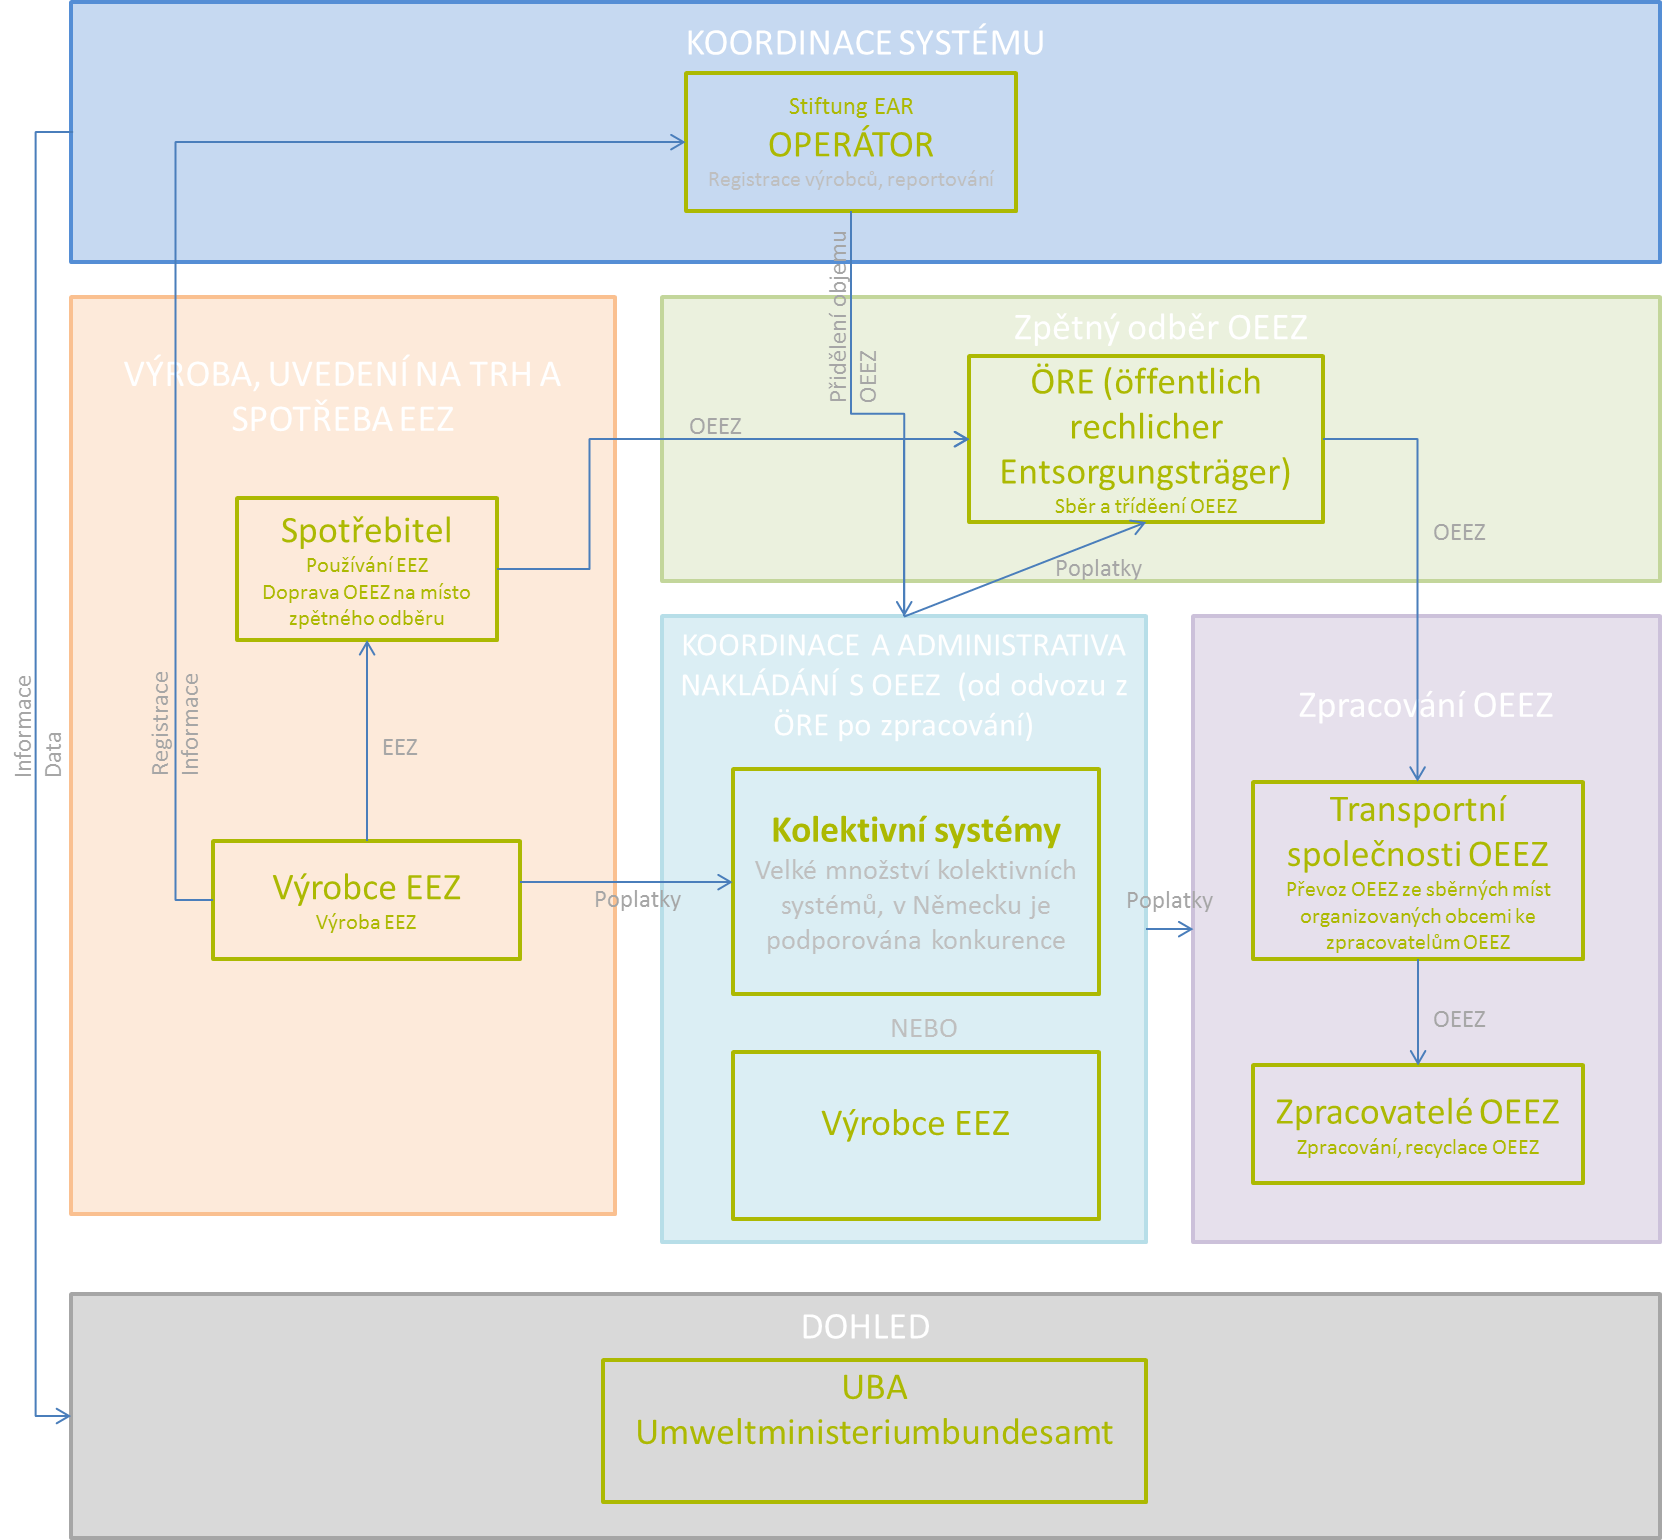 KOORDINACE SYSTÉMU
Stiftung EAR
OPERÁTOR
Registrace výrobců, reportování
Přidělení objemu
OEEZ
VÝROBA, UVEDENÍ NA TRH A
SPOTŘEBA EEZ
Zpětný odběr OEEZ
ÖRE (öffentlich
rechlicher
Entsorgungsträger)
Sběr a tříděení OEEZ
OEEZ
OEEZ
Poplatky
Spotřebitel
Používání EEZ
Doprava OEEZ na místo
zpětného odběru
Informace
Data
Registrace
Informace
EEZ
Výrobce EEZ
Výroba EEZ
Poplatky
KOORDINACE A ADMINISTRATIVA
NAKLÁDÁNÍ S OEEZ (od odvozu z
ÖRE po zpracování)
Kolektivní systémy
Velké množství kolektivních
systémů, v Německu je
podporována konkurence
NEBO
Výrobce EEZ
Poplatky
Zpracování OEEZ
Transportní
společnosti OEEZ
Převoz OEEZ ze sběrných míst
organizovaných obcemi ke
zpracovatelům OEEZ
OEEZ
Zpracovatelé OEEZ
Zpracování, recyclace OEEZ
DOHLED
UBA
Umweltministeriumbundesamt